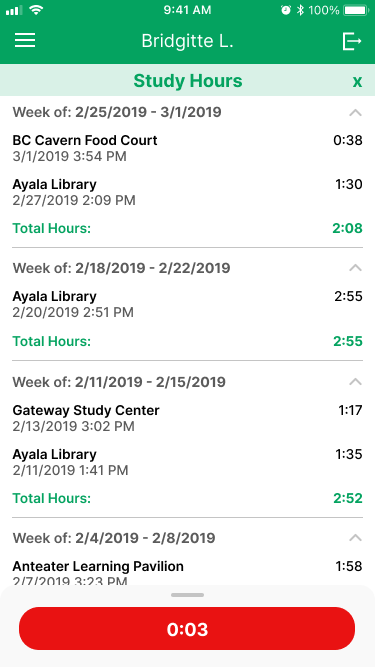 9:41 AM
100%
Bridgitte L.
Study Hours
x
Week of: 2/25/2019 - 3/1/2019
BC Cavern Food Court 0:38
3/1/2019 3:54 PM
Ayala Library 1:30
2/27/2019 2:09 PM
Total Hours: 2:08
Week of: 2/18/2019 - 2/22/2019
Ayala Library 2:55
2/20/2019 2:51 PM
Total Hours: 2:55
Week of: 2/11/2019 - 2/15/2019
Gateway Study Center 1:17
2/13/2019 3:02 PM
Ayala Library 1:35
2/11/2019 1:41 PM
Total Hours: 2:52
Week of: 2/4/2019 - 2/8/2019
Anteater Learning Pavilion 1:58
2/7/2019 3:23 PM
0:03